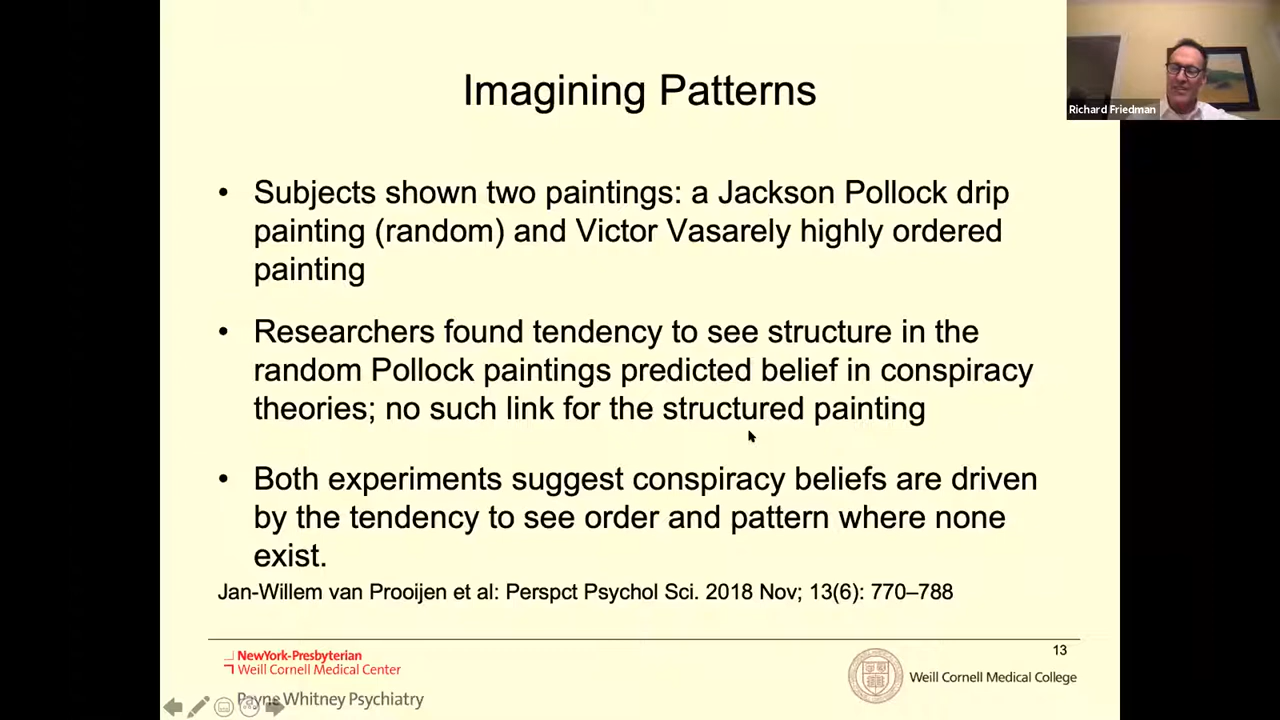 Imagining Patterns
Richard Friedman
• Subjects shown two paintings: a Jackson Pollock drip
painting (random) and Victor Vasarely highly ordered
painting
• Researchers found tendency to see structure in the
random Pollock paintings predicted belief in conspiracy
theories; no such link for the structured painting
• Both experiments suggest conspiracy beliefs are driven
by the tendency to see order and pattern where none
exist.
Jan-Willem van Prooijen et al: Perspct Psychol Sci. 2018 Nov; 13(6): 770–788
13
NewYork-Presbyterian
Weill Cornell Medical Center
Weill Cornell Medical College
Payne Whitney Psychiatry